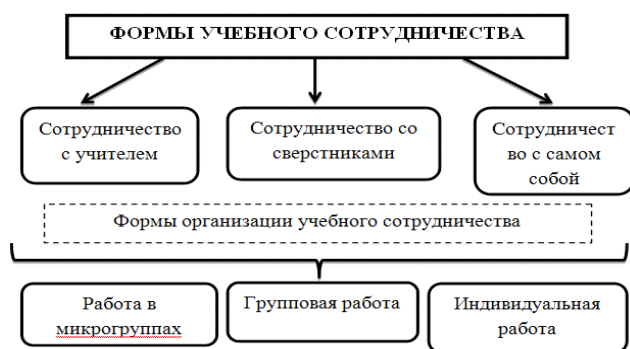 ФОРМЫ УЧЕБНОГО СОТРУДНИЧЕСТВА
Сотрудничество
с учителем
Сотрудничество со
сверстниками
Сотрудничест
во с самом
собой
Формы организации учебного сотрудничества
Работа в
микрогруппах
Групповая работа
Индивидуальная
работа